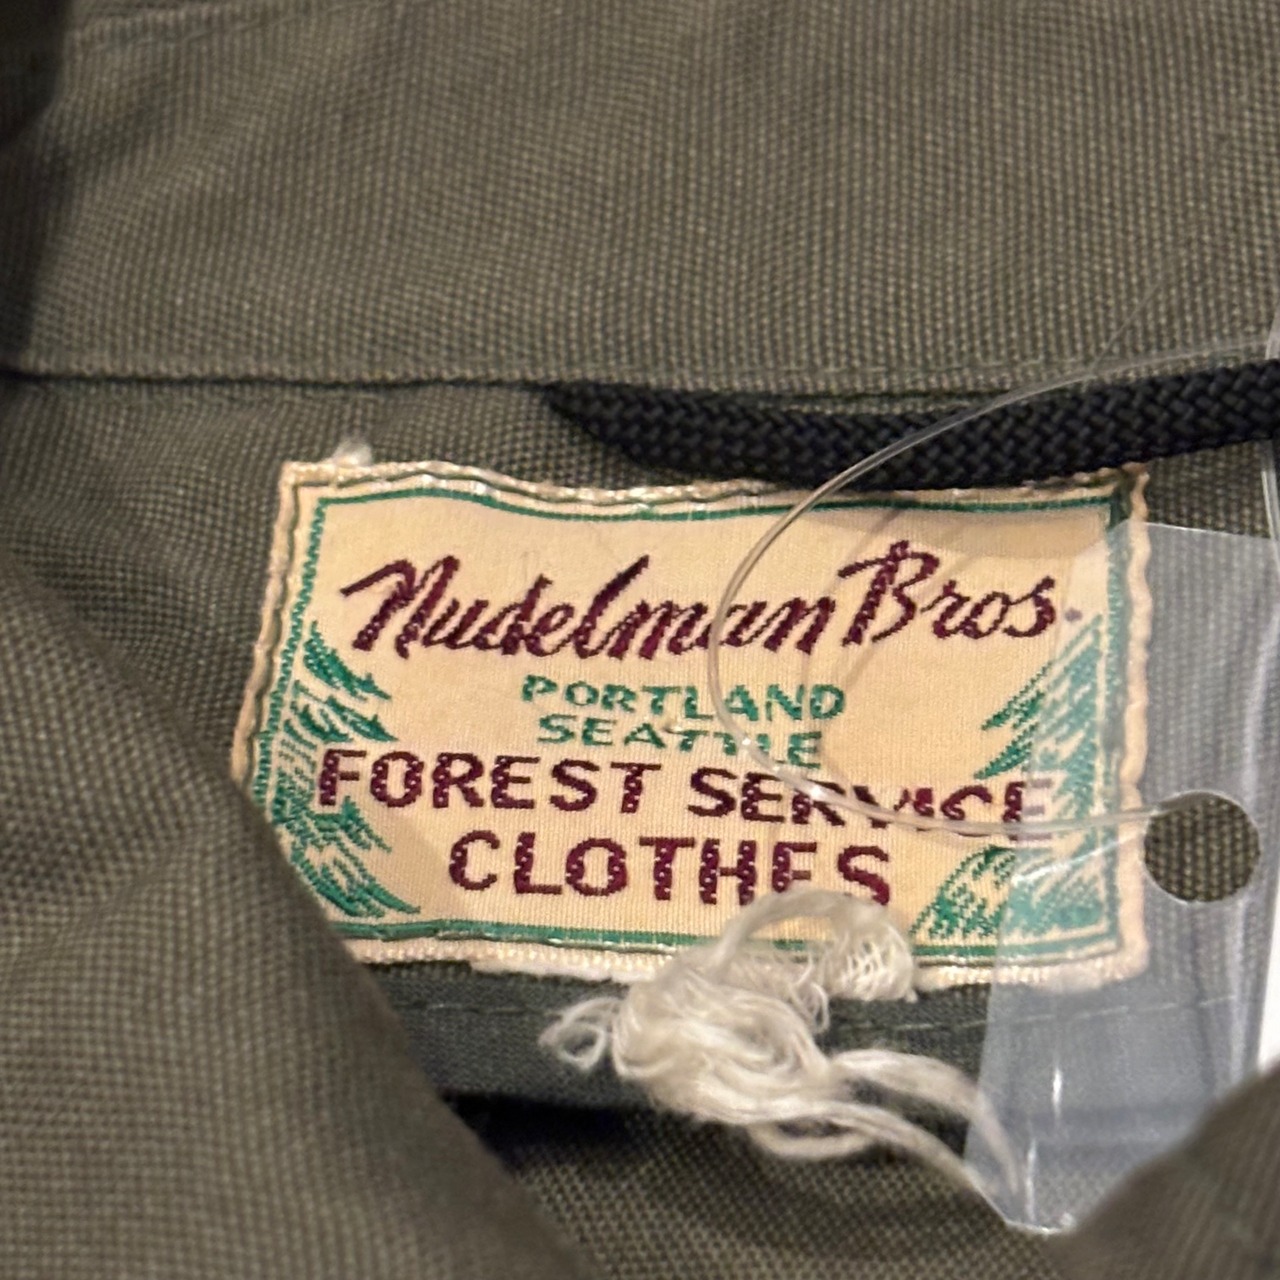 Nudelman Bros.
PORTLAND
SEATTLE
FOREST SERVICE
CLOTHES